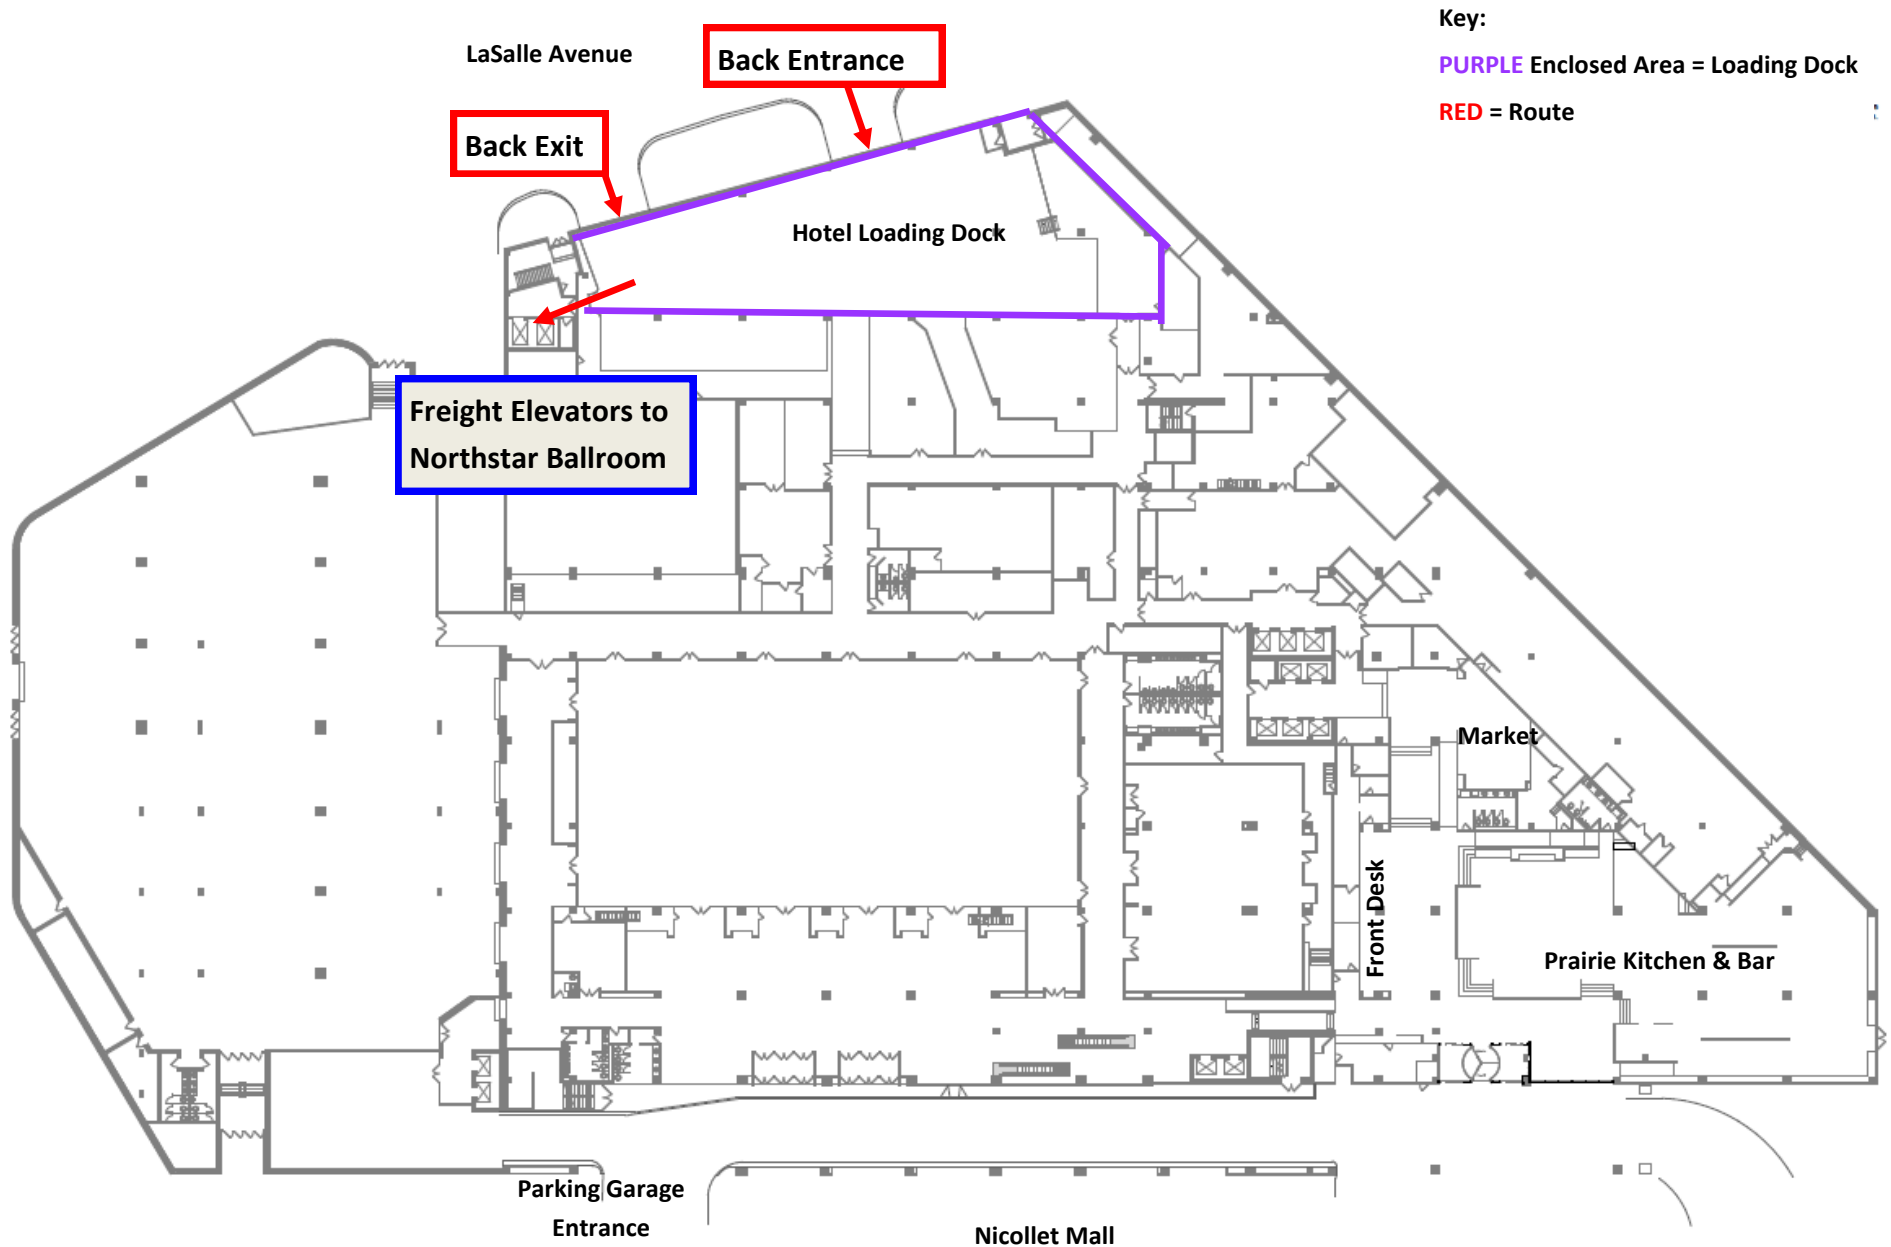 Key:
LaSalle Avenue
Back Entrance
PURPLE Enclosed Area = Loading Dock
RED = Route
Back Exit
Hotel Loading Dock
Freight Elevators to
Northstar Ballroom
Market
Front Desk
Prairie Kitchen & Bar
Parking Garage
Entrance
Nicollet Mall